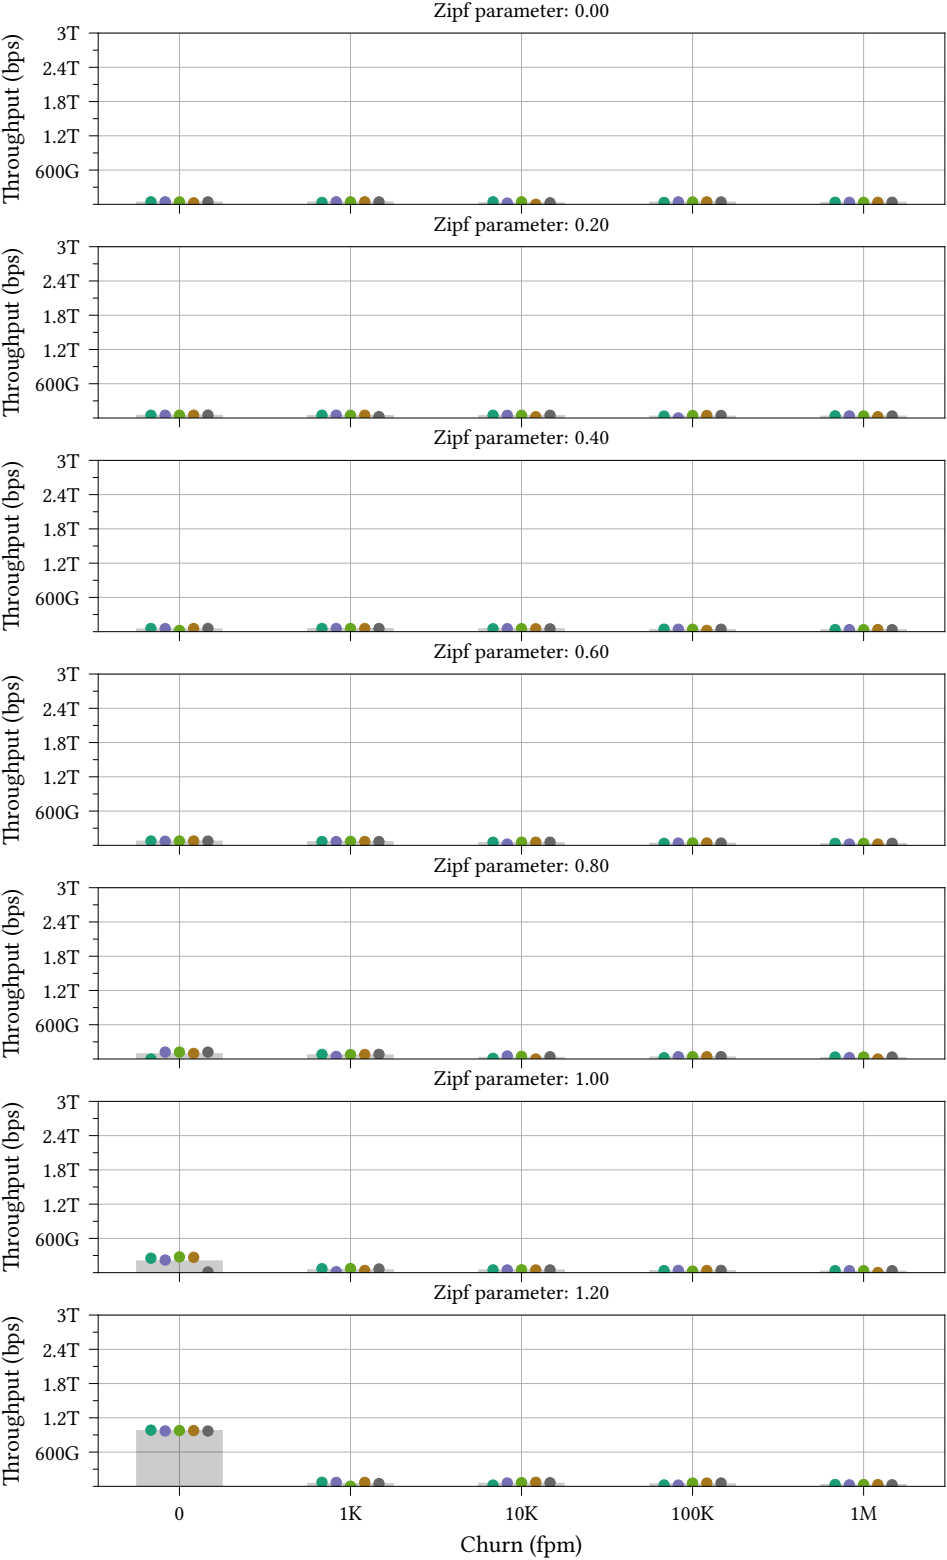 Zipf parameter: 0.00
Throughput (bps)
3T
2.4T
1.8T
1.2T
600G
Zipf parameter: 0.20
Throughput (bps)
3T
2.4T
1.8T
1.2T
600G
Zipf parameter: 0.40
Throughput (bps)
3T
2.4T
1.8T
1.2T
600G
Zipf parameter: 0.60
Throughput (bps)
3T
2.4T
1.8T
1.2T
600G
Zipf parameter: 0.80
Throughput (bps)
3T
2.4T
1.8T
1.2T
600G
Zipf parameter: 1.00
Throughput (bps)
3T
2.4T
1.8T
1.2T
600G
Zipf parameter: 1.20
Throughput (bps)
3T
2.4T
1.8T
1.2T
600G
0 1K 10K 100K 1M
Churn (fpm)